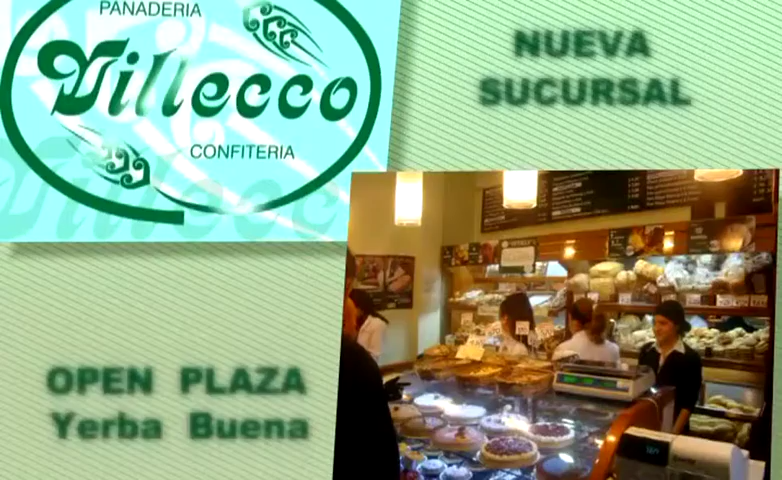 PANADERIA
Villecco
CONFITERIA
NUEVA
SUCURSAL
OPEN PLAZA
Yerba Buena